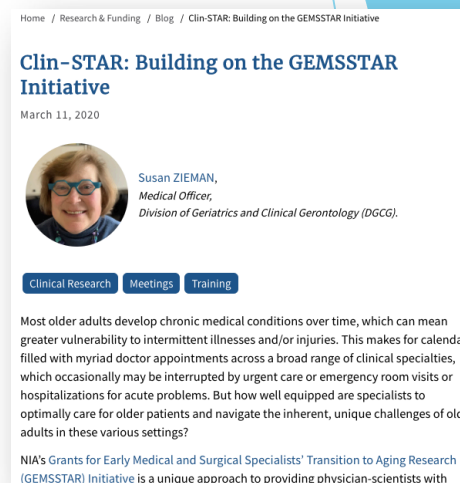 Home / Research & Funding / Blog / Clin-STAR: Building on the GEMSSTAR Initiative
Clin-STAR: Building on the GEMSSTAR
Initiative
March 11, 2020
Susan ZIEMAN,
Medical Officer,
Division of Geriatrics and Clinical Gerontology (DGCG).
Clinical Research Meetings Training
Most older adults develop chronic medical conditions over time, which can mean
greater vulnerability to intermittent illnesses and/or injuries. This makes for calenda
filled with myriad doctor appointments across a broad range of clinical specialties,
which occasionally may be interrupted by urgent care or emergency room visits or
hospitalizations for acute problems. But how well equipped are specialists to
optimally care for older patients and navigate the inherent, unique challenges of old
adults in these various settings?
NIA's Grants for Early Medical and Surgical Specialists' Transition to Aging Research
(GEMSSTAR) Initiative is a unique approach to providing physician-scientists with